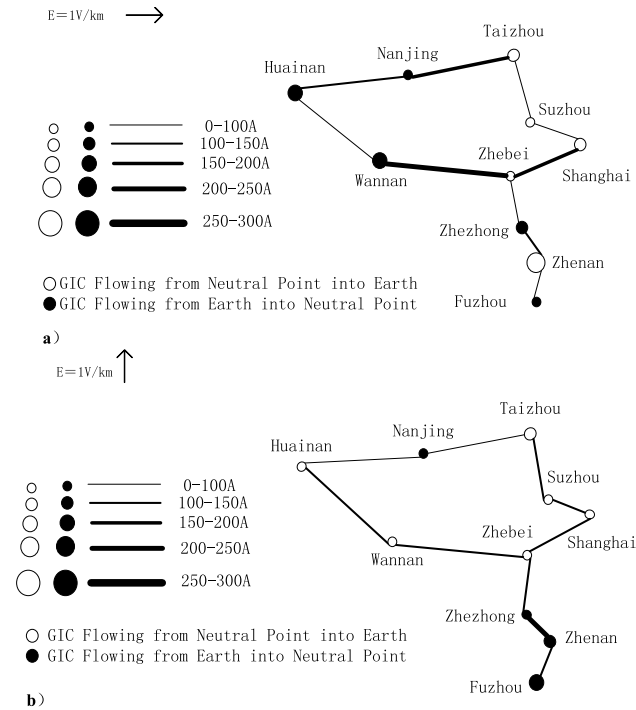 E=1V/km
Taizhou
Nanjing
Huainan
Suzhou
0-100A
100-150A
150-200A
200-250A
250-300A
Zhebei
Shanghai
Wannan
Zhezhong
Zhenan
Fuzhou
GIC Flowing from Neutral Point into Earth
GIC Flowing from Earth into Neutral Point
a)
E=1V/km
Taizhou
Nanjing
Huainan
Suzhou
0-100A
100-150A
150-200A
200-250A
250-300A
Zhebei
Shanghai
Wannan
Zhezhong
Zhenan
Fuzhou
GIC Flowing from Neutral Point into Earth
GIC Flowing from Earth into Neutral Point
b)